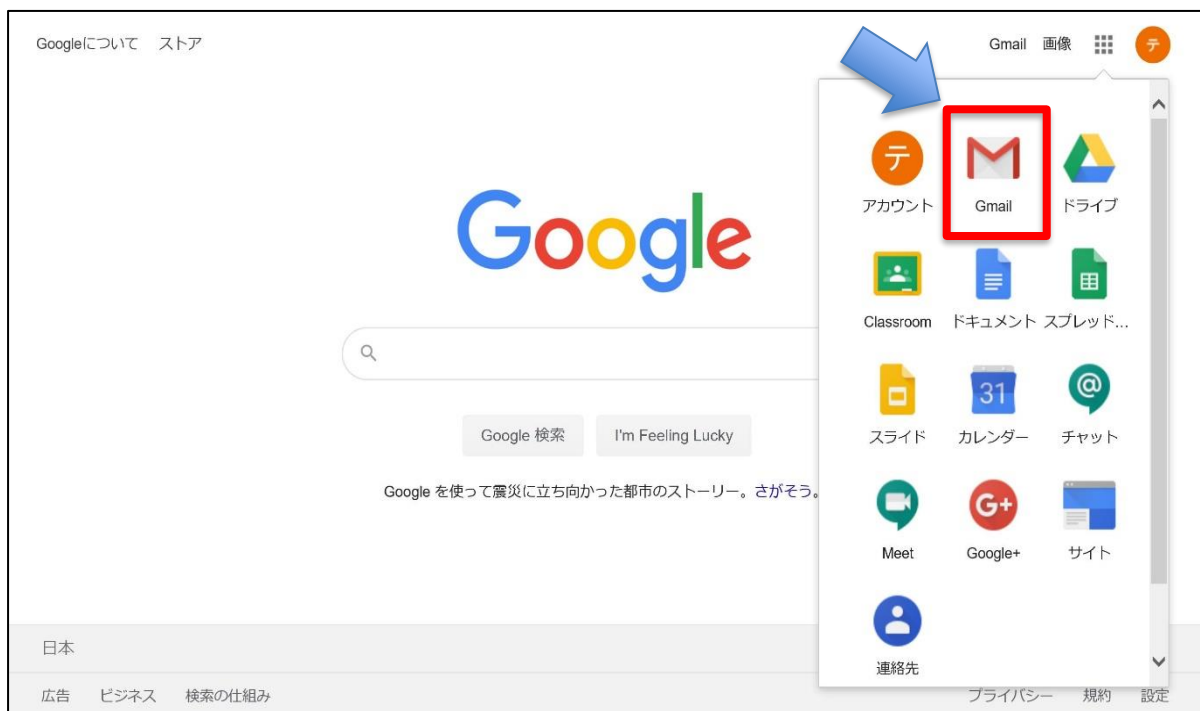 Googleについて ストア
Gmail 画像 テ
テ
アカウント Gmail ドライブ
Google
Classroom ドキュメント スプレッド...
Google 検索 I'm Feeling Lucky
31 @
スライド カレンダー チャット
Google を使って震災に立ち向かった都市のストーリー。さがそう。
G+
Meet Google+ サイト
連絡先
日本
広告 ビジネス 検索の仕組み
プライバシー 規約 設定